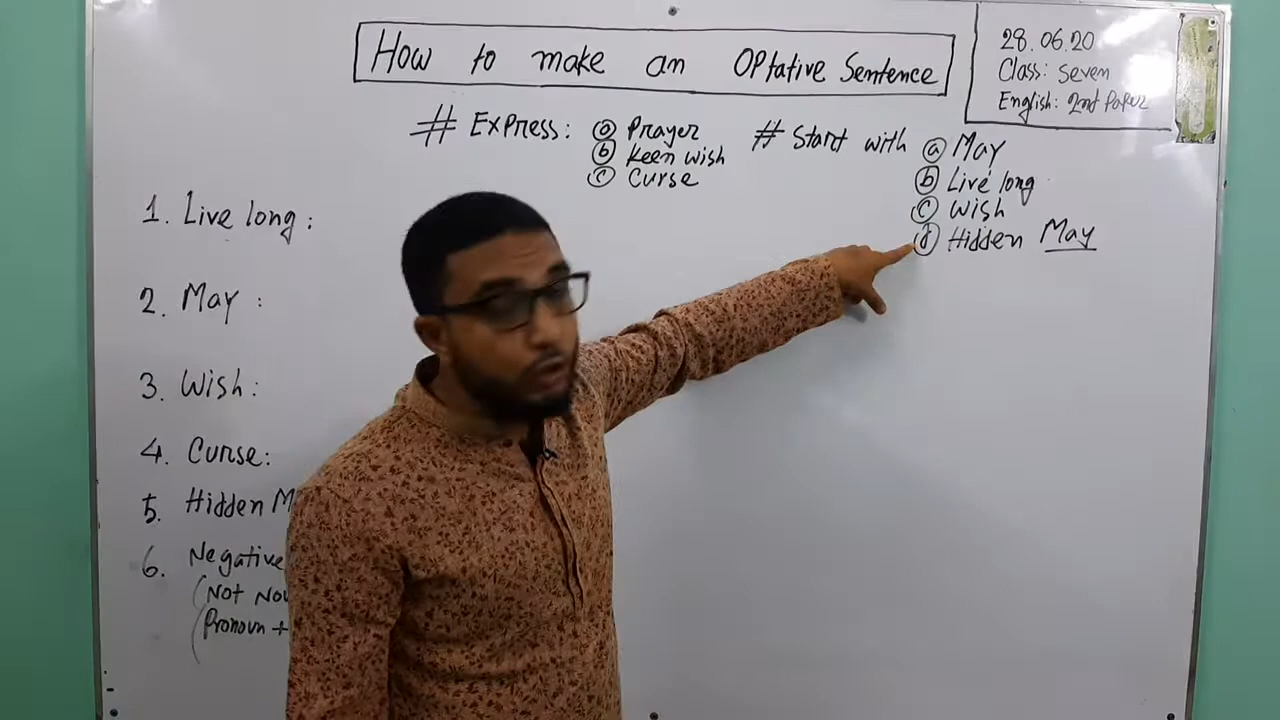 How to make an Optative Sentence
28.06.20
Class: Seven
English: 2nd Paper
# Express: (a) Prayer
(b) Keen wish
(c) Curse
# Start with (a) May
(b) Live long
(c) Wish
(d) Hidden May
1. Live long:
2. May:
3. Wish:
4. Curse:
5. Hidden M
6. Negative
(Not Nou
(Pronoun +